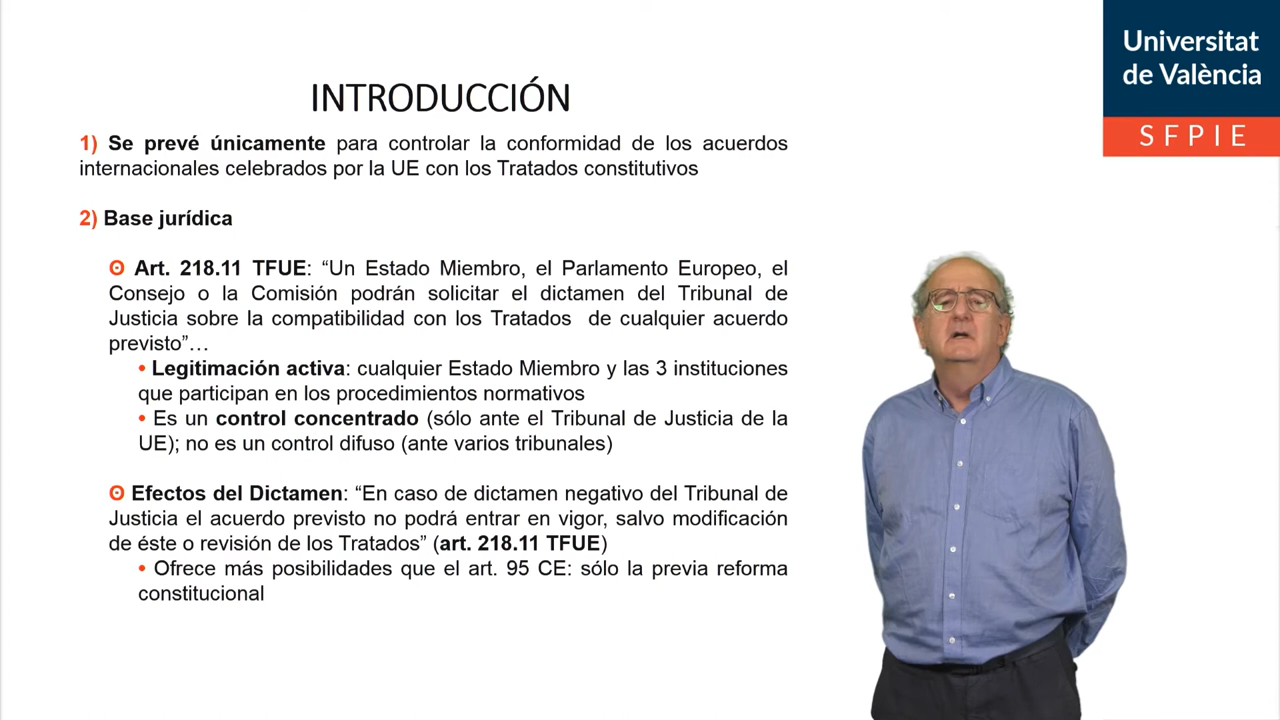 Universitat
de València
SFPIE
INTRODUCCIÓN
1) Se prevé únicamente para controlar la conformidad de los acuerdos
internacionales celebrados por la UE con los Tratados constitutivos
2) Base jurídica
ʘ Art. 218.11 TFUE: “Un Estado Miembro, el Parlamento Europeo, el
Consejo o la Comisión podrán solicitar el dictamen del Tribunal de
Justicia sobre la compatibilidad con los Tratados de cualquier acuerdo
previsto”…
• Legitimación activa: cualquier Estado Miembro y las 3 instituciones
que participan en los procedimientos normativos
• Es un control concentrado (sólo ante el Tribunal de Justicia de la
UE); no es un control difuso (ante varios tribunales)
ʘ Efectos del Dictamen: “En caso de dictamen negativo del Tribunal de
Justicia el acuerdo previsto no podrá entrar en vigor, salvo modificación
de éste o revisión de los Tratados” (art. 218.11 TFUE)
• Ofrece más posibilidades que el art. 95 CE: sólo la previa reforma
constitucional